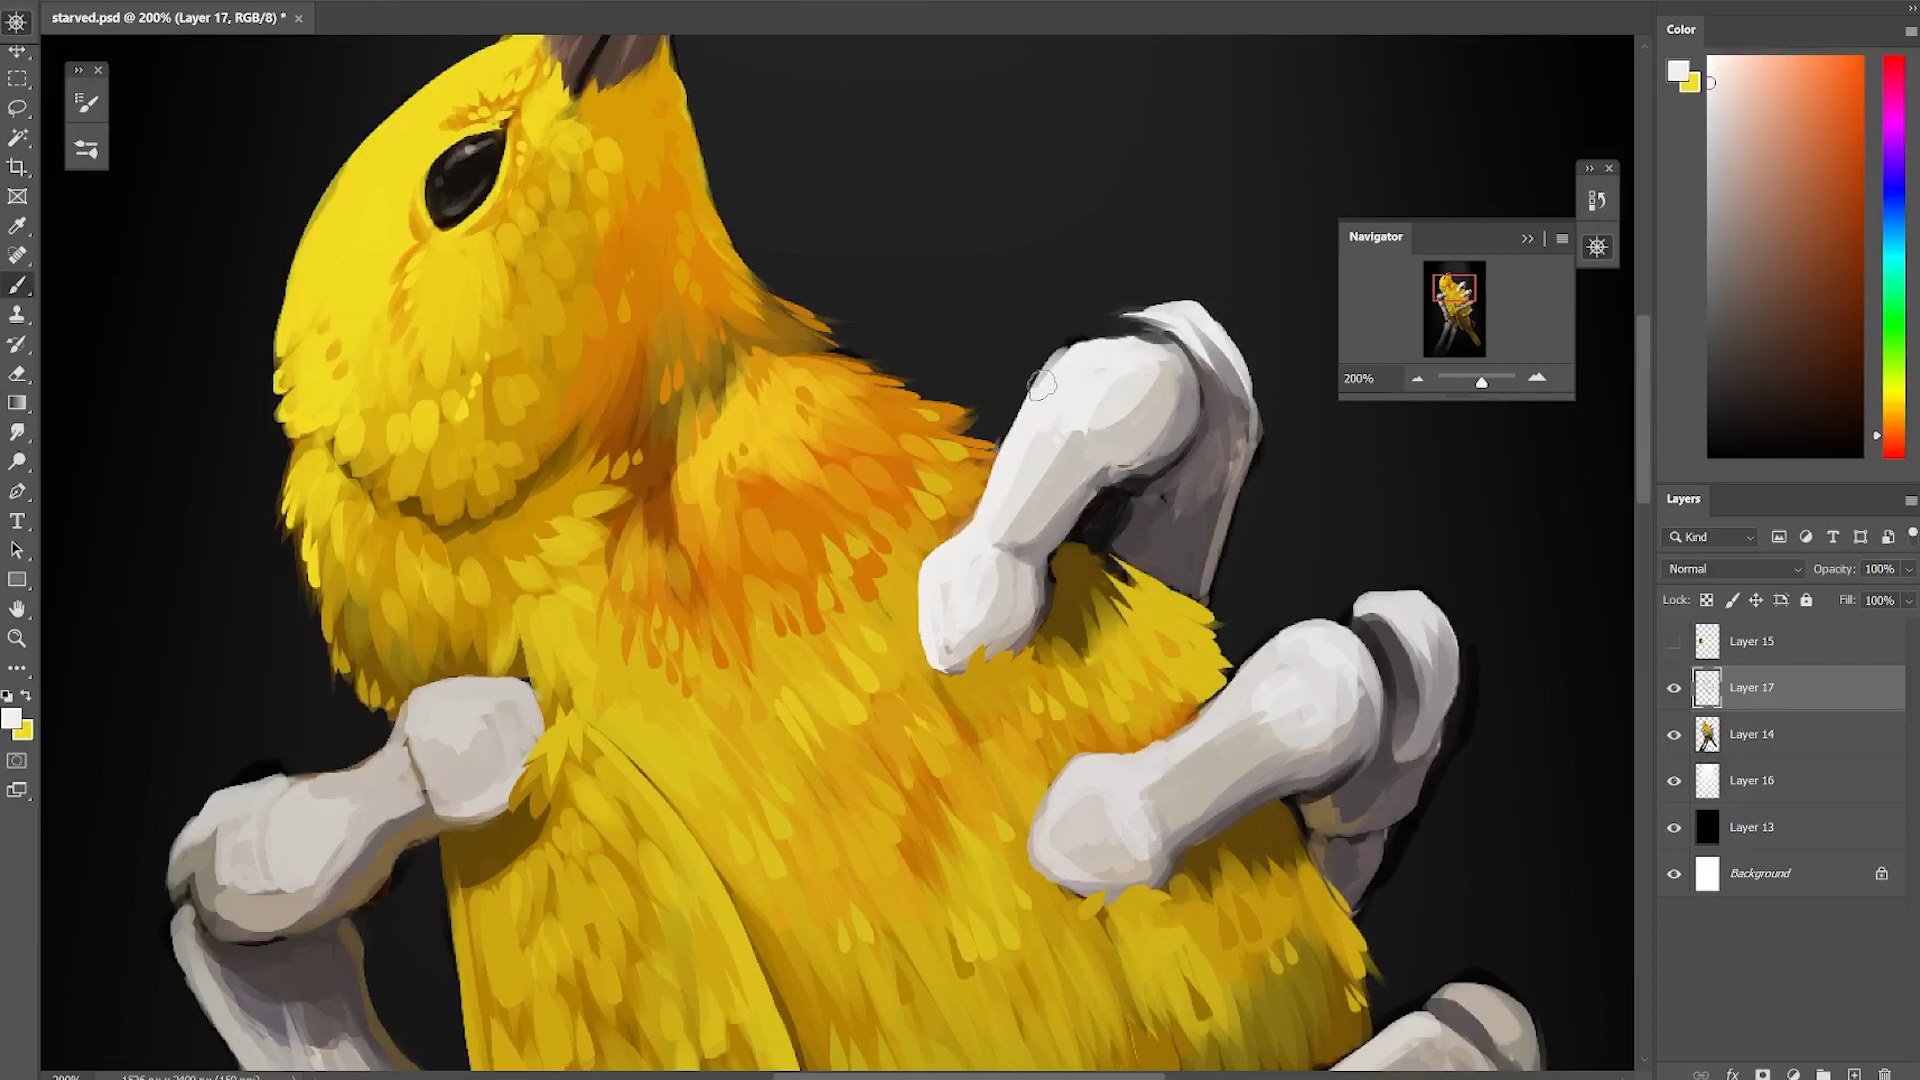 starved.psd @ 200% (Layer 17, RGB/8) *
Color
Navigator
200%
Layers
Kind
Normal
Opacity: 100%
Lock:
Fill: 100%
Layer 15
Layer 17
Layer 14
Layer 16
Layer 13
Background
fx